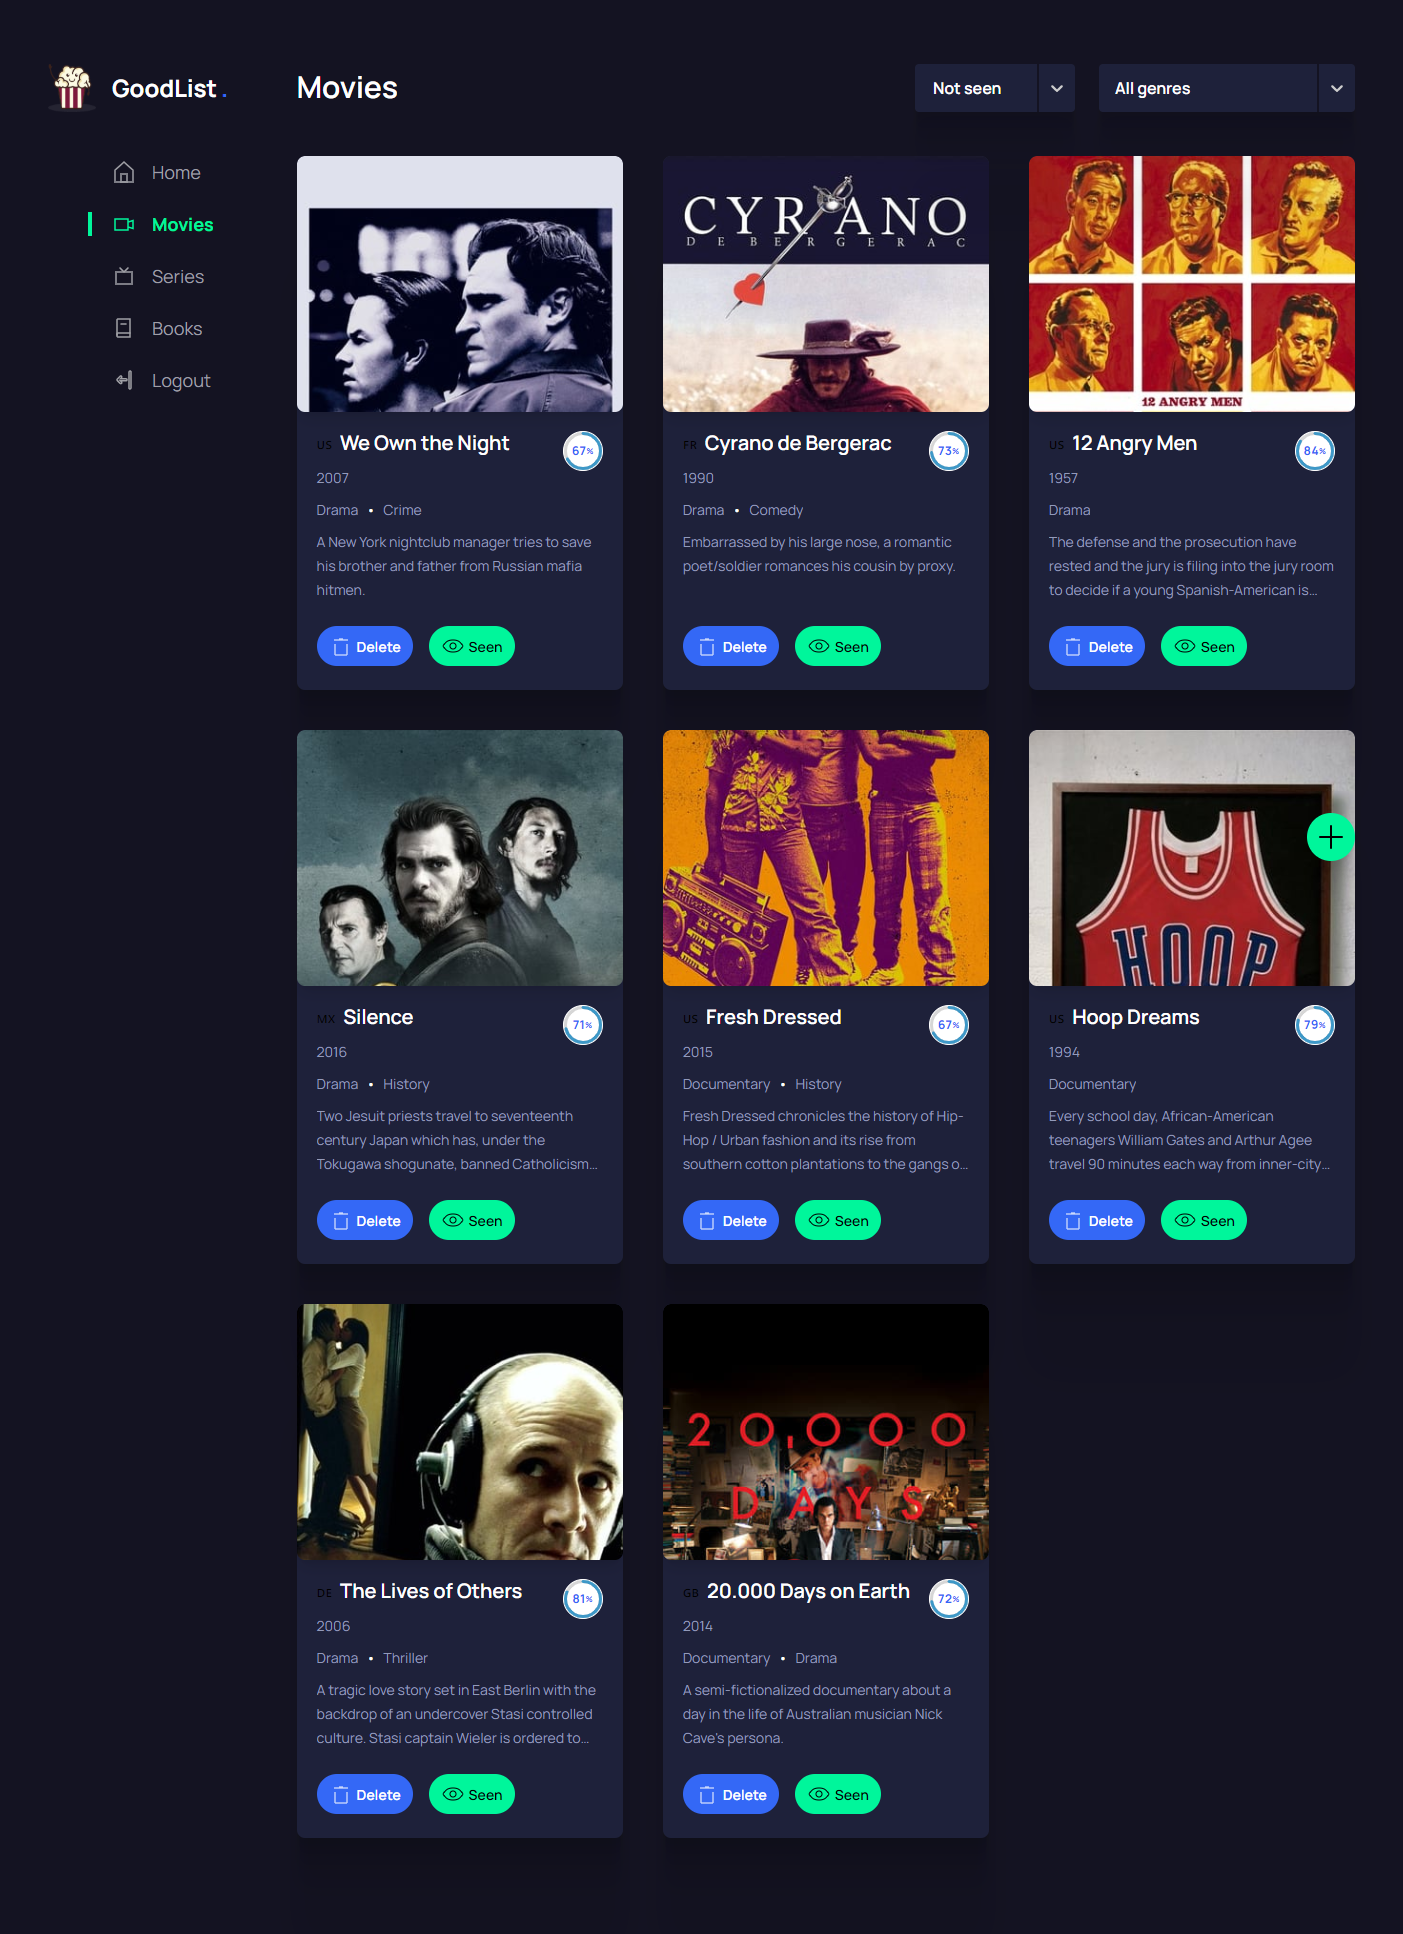 GoodList.
Movies
Not seen
All genres
Home
Movies
Series
Books
Logout
CYRANO
DE BERGERAC
12 ANGRY MEN
US We Own the Night
67%
2007
Drama • Crime
A New York nightclub manager tries to save
his brother and father from Russian mafia
hitmen.
Delete
Seen
FR Cyrano de Bergerac
73%
1990
Drama • Comedy
Embarrassed by his large nose, a romantic
poet/soldier romances his cousin by proxy.
Delete
Seen
US 12 Angry Men
84%
1957
Drama
The defense and the prosecution have
rested and the jury is filing into the jury room
to decide if a young Spanish-American is...
Delete
Seen
HOOP
MX Silence
71%
2016
Drama • History
Two Jesuit priests travel to seventeenth
century Japan which has, under the
Tokugawa shogunate, banned Catholicism...
Delete
Seen
US Fresh Dressed
67%
2015
Documentary • History
Fresh Dressed chronicles the history of Hip-
Hop / Urban fashion and its rise from
southern cotton plantations to the gangs o...
Delete
Seen
US Hoop Dreams
79%
1994
Documentary
Every school day, African-American
teenagers William Gates and Arthur Agee
travel 90 minutes each way from inner-city...
Delete
Seen
20,000
DAYS
DE The Lives of Others
81%
2006
Drama • Thriller
A tragic love story set in East Berlin with the
backdrop of an undercover Stasi controlled
culture. Stasi captain Wieler is ordered to...
Delete
Seen
GB 20.000 Days on Earth
72%
2014
Documentary • Drama
A semi-fictionalized documentary about a
day in the life of Australian musician Nick
Cave's persona.
Delete
Seen